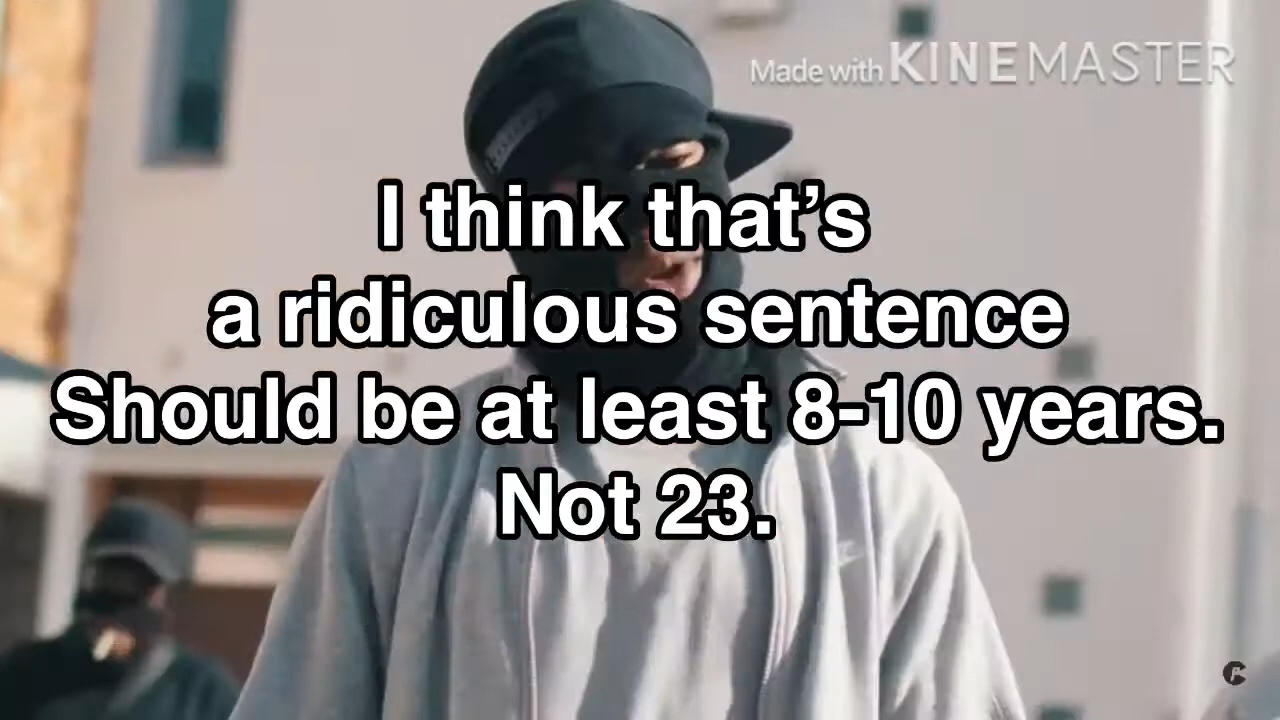 Made with KINEMASTER
I think that’s
a ridiculous sentence
Should be at least 8-10 years.
Not 23.